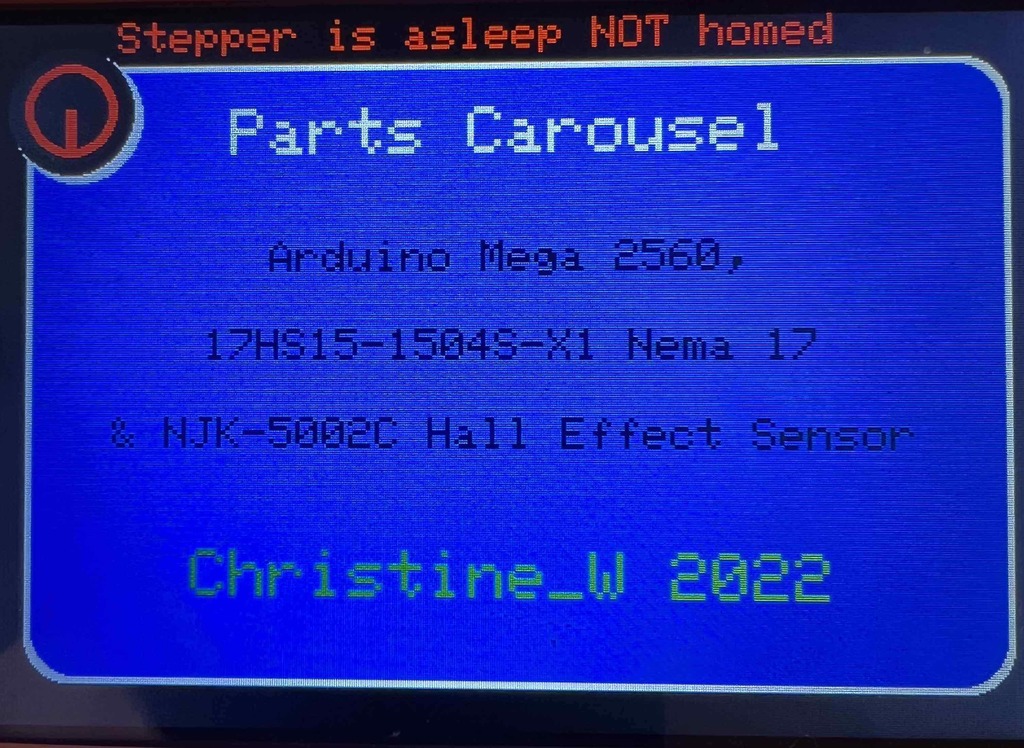 Stepper is asleep NOT homed
Parts Carousel
Arduino Mega 2560,
17HS15-1504S-X1 Nema 17
& NJK-5002C Hall Effect Sensor
Christine_W 2022